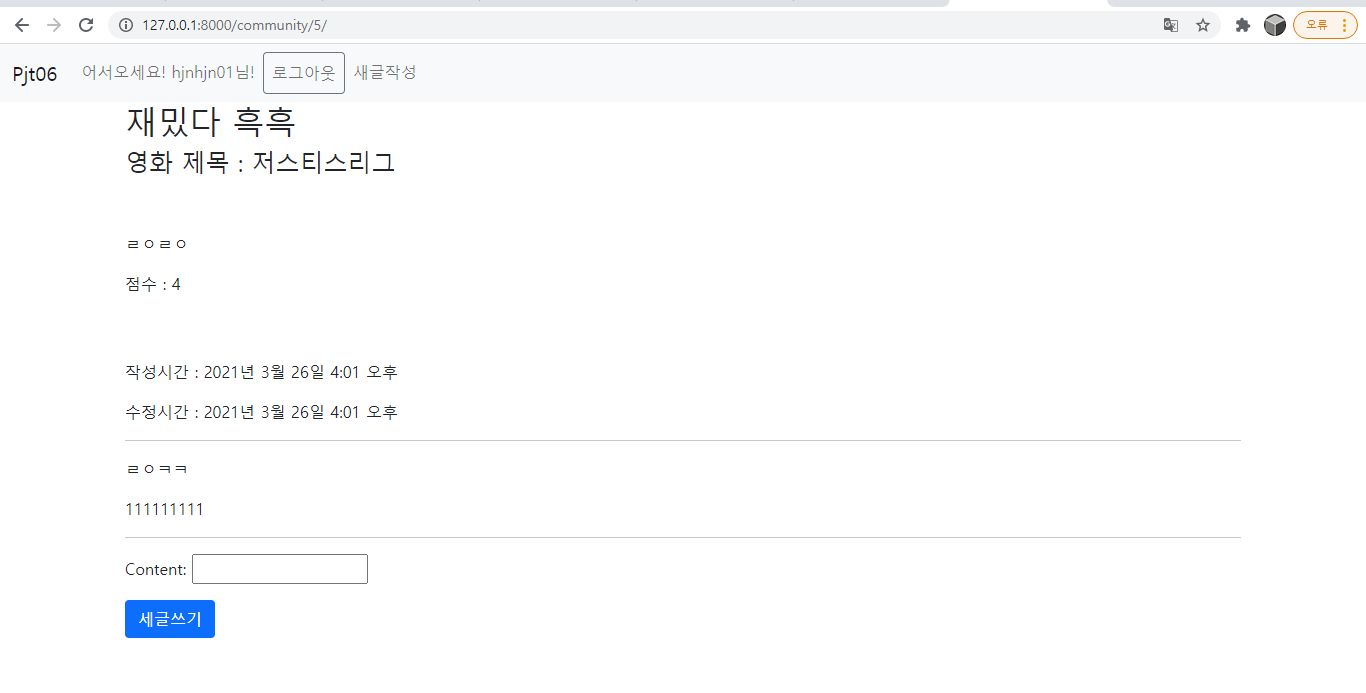 127.0.0.1:8000/community/5/
오류
Pjt06 어서오세요! hjnhjn01님! 로그아웃 새글작성
재밌다 흑흑
영화 제목 : 저스티스리그
ㄹㅇㄹㅇ
점수 : 4
작성시간 : 2021년 3월 26일 4:01 오후
수정시간 : 2021년 3월 26일 4:01 오후
ㄹㅇㅋㅋ
111111111
Content:
세글쓰기